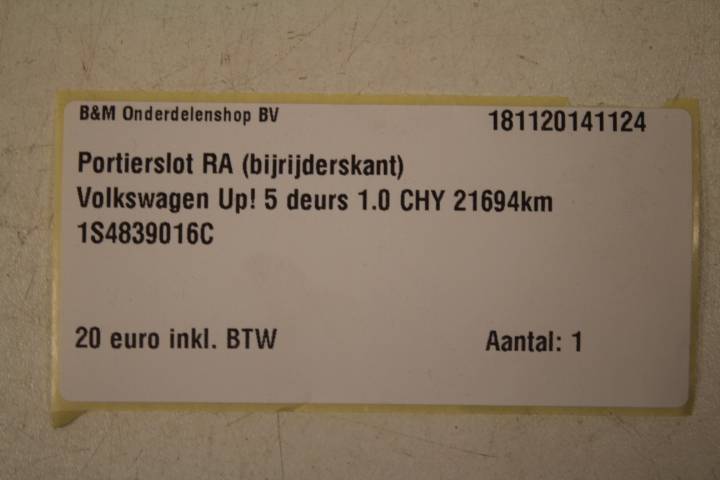 B&M Onderdelenshop BV 181120141124
Portierslot RA (bijrijderskant)
Volkswagen Up! 5 deurs 1.0 CHY 21694km
1S4839016C
20 euro inkl. BTW Aantal: 1